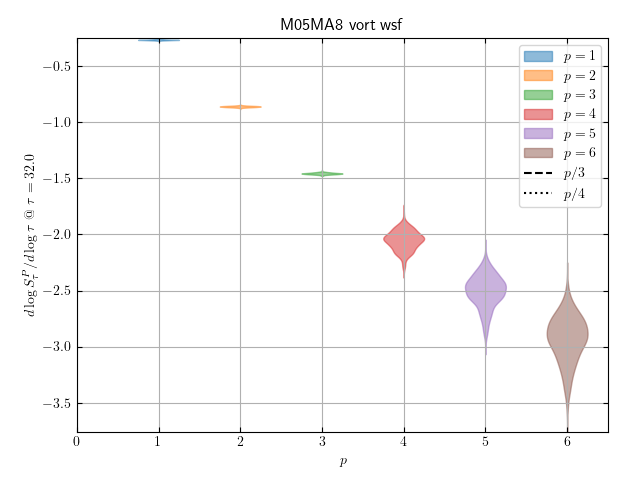 M05MA8 vort wsf
d log S_τ^P / d log τ @ τ = 32.0
−0.5
−1.0
−1.5
−2.0
−2.5
−3.0
−3.5
p = 1
p = 2
p = 3
p = 4
p = 5
p = 6
p/3
p/4
0 1 2 3 4 5 6
p